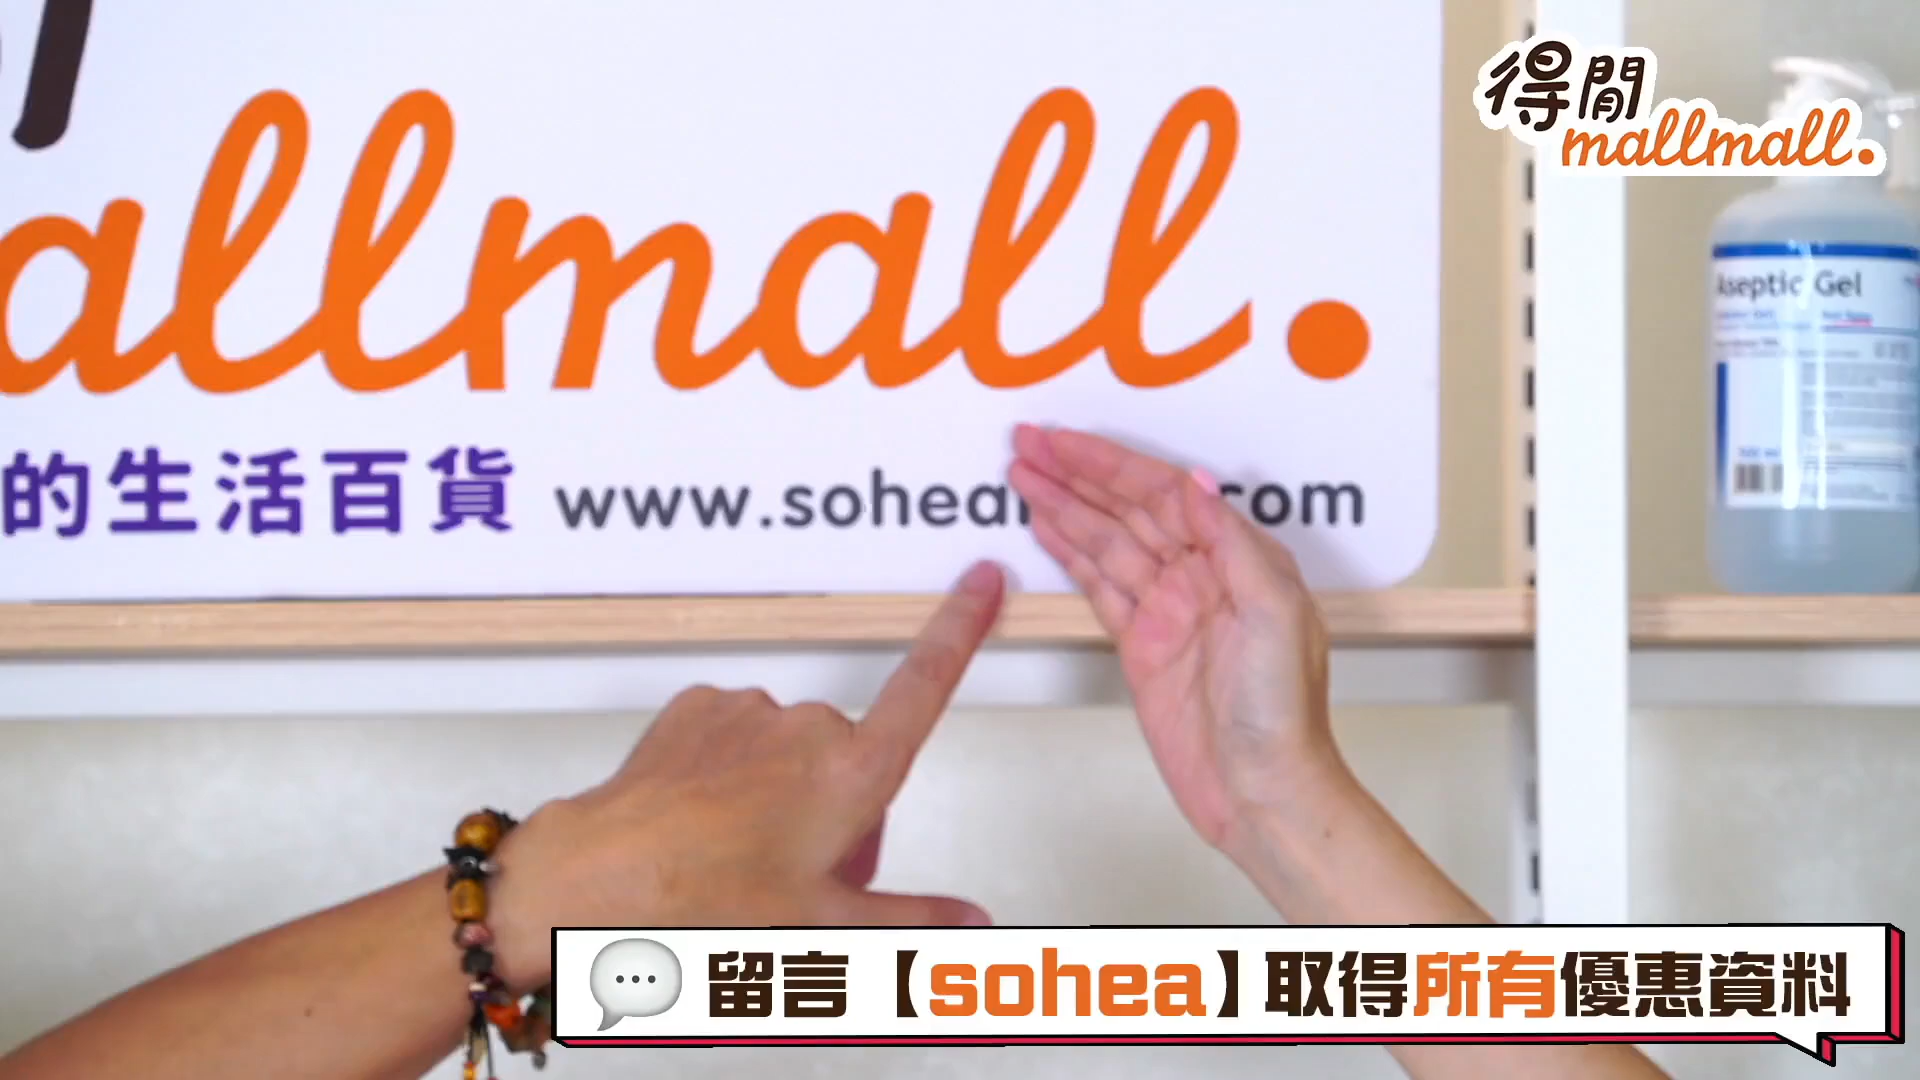 得閒
mallmall.
allmall.
的生活百貨 www.sohea com
Aseptic Gel
留言【sohea】取得所有優惠資料